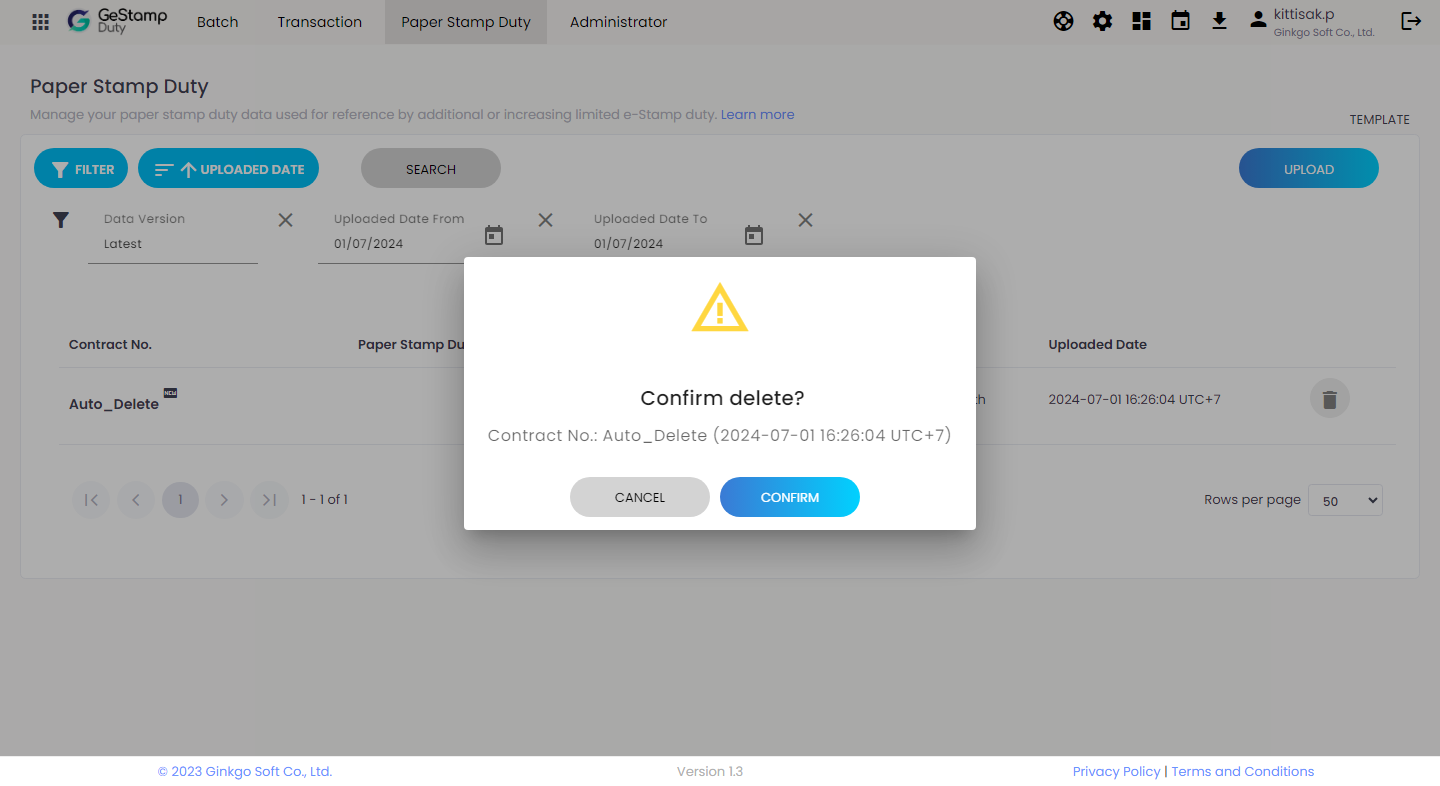 GeStamp
Duty
Batch
Transaction
Paper Stamp Duty
Administrator
kittisak.p
Ginkgo Soft Co., Ltd.
Paper Stamp Duty
Manage your paper stamp duty data used for reference by additional or increasing limited e-Stamp duty. Learn more
TEMPLATE
FILTER
UPLOADED DATE
SEARCH
UPLOAD
Data Version
Latest
Uploaded Date From
01/07/2024
Uploaded Date To
01/07/2024
Contract No.
Paper Stamp Du
Uploaded Date
Auto_Delete NEW
th
2024-07-01 16:26:04 UTC+7
Confirm delete?
Contract No.: Auto_Delete (2024-07-01 16:26:04 UTC+7)
CANCEL
CONFIRM
1
1 - 1 of 1
Rows per page
50
© 2023 Ginkgo Soft Co., Ltd.
Version 1.3
Privacy Policy | Terms and Conditions